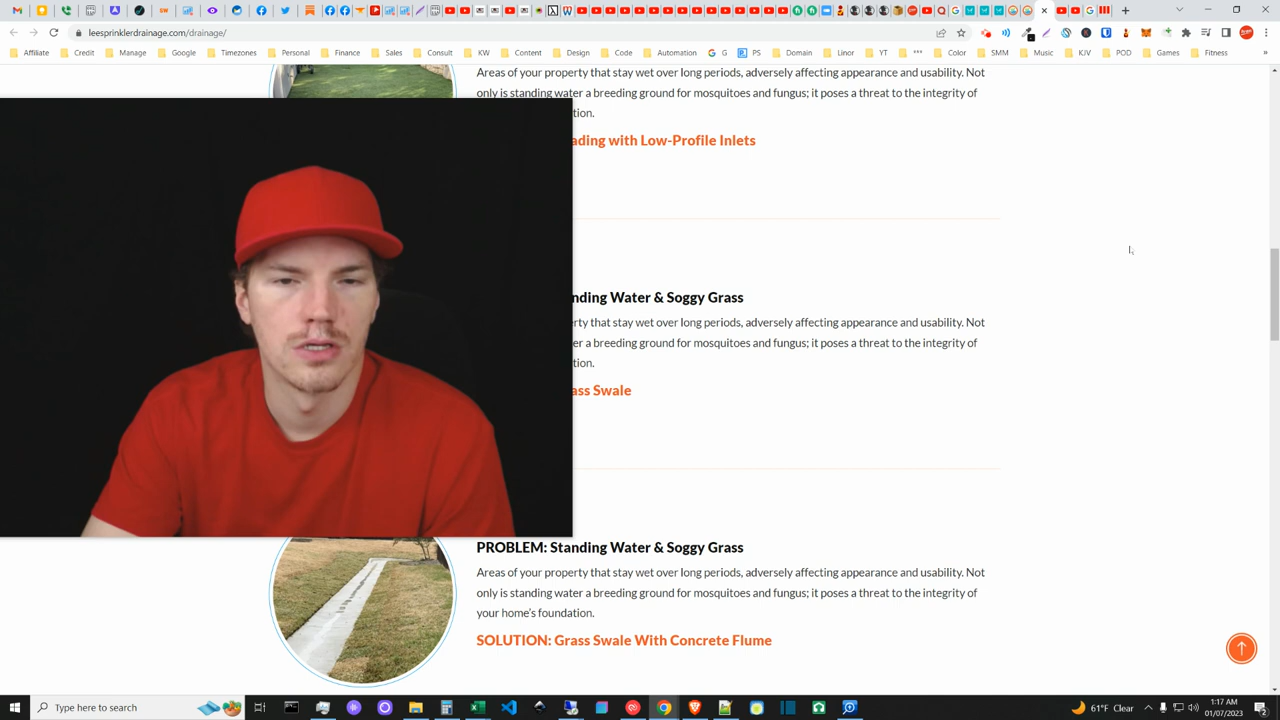 leesprinklerdrainage.com/drainage/
Affiliate Credit Manage Google Timezones Personal Finance Sales Consult KW Content Design Code Automation G PS Domain Linor YT *** Color SMM Music KJV POD Games Fitness »
Areas of your property that stay wet over long periods, adversely affecting appearance and usability. Not
only is standing water a breeding ground for mosquitoes and fungus; it poses a threat to the integrity of
tion.
ading with Low-Profile Inlets
nding Water & Soggy Grass
rty that stay wet over long periods, adversely affecting appearance and usability. Not
er a breeding ground for mosquitoes and fungus; it poses a threat to the integrity of
tion.
ass Swale
PROBLEM: Standing Water & Soggy Grass
Areas of your property that stay wet over long periods, adversely affecting appearance and usability. Not
only is standing water a breeding ground for mosquitoes and fungus; it poses a threat to the integrity of
your home's foundation.
SOLUTION: Grass Swale With Concrete Flume
Type here to search
61°F Clear
1:17 AM
01/07/2023